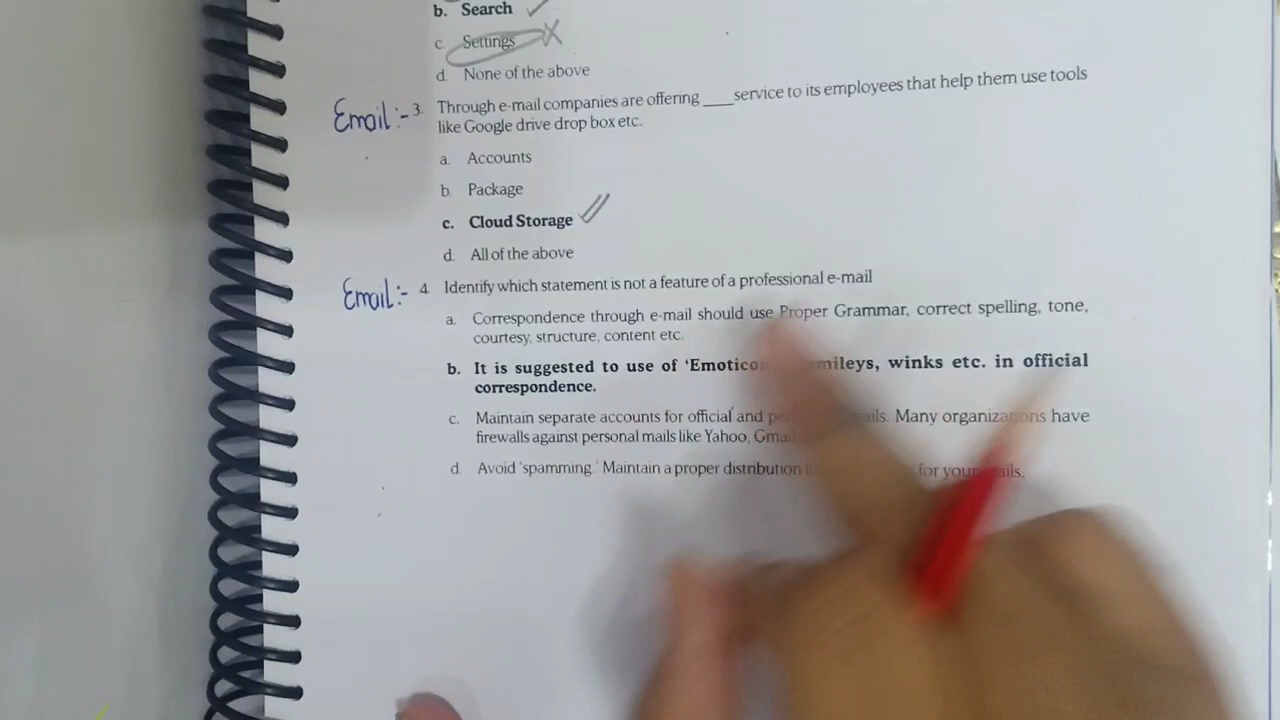 b. Search
c. Settings
d. None of the above
Email :- 3. Through e-mail companies are offering ___ service to its employees that help them use tools
like Google drive drop box etc.
a. Accounts
b. Package
c. Cloud Storage
d. All of the above
Email :- 4. Identify which statement is not a feature of a professional e-mail
a. Correspondence through e-mail should use Proper Grammar, correct spelling, tone,
courtesy, structure, content etc.
b. It is suggested to use of 'Emoticon mileys, winks etc. in official
correspondence.
c. Maintain separate accounts for official and mails. Many organizations have
firewalls against personal mails like Yahoo, Gmail
d. Avoid 'spamming.' Maintain a proper distribution for your